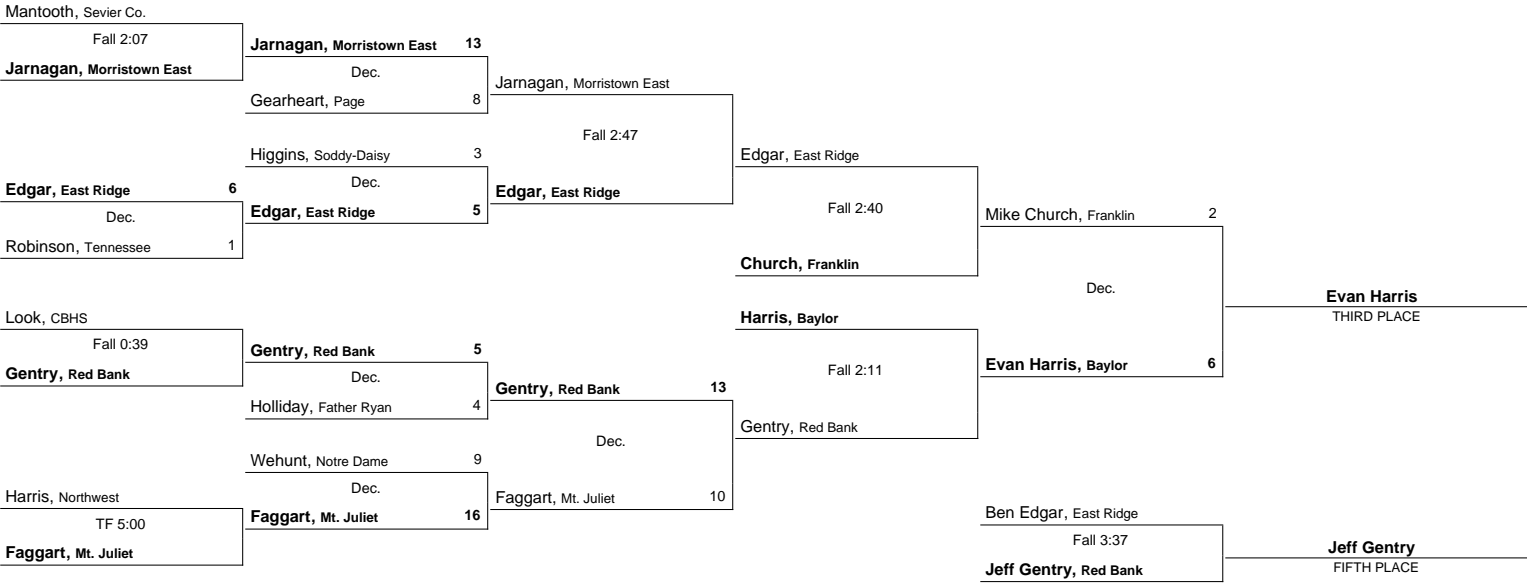 Mantooth, Sevier Co.
Fall 2:07
Jarnagan, Morristown East
Edgar, East Ridge 6
Dec.
Robinson, Tennessee 1
Look, CBHS
Fall 0:39
Gentry, Red Bank
Harris, Northwest
TF 5:00
Faggart, Mt. Juliet
Jarnagan, Morristown East 13
Dec.
Gearheart, Page 8
Higgins, Soddy-Daisy 3
Dec.
Edgar, East Ridge 5
Gentry, Red Bank 5
Dec.
Holliday, Father Ryan 4
Wehunt, Notre Dame 9
Dec.
Faggart, Mt. Juliet 16
Jarnagan, Morristown East
Fall 2:47
Edgar, East Ridge
Gentry, Red Bank 13
Dec.
Faggart, Mt. Juliet 10
Edgar, East Ridge
Fall 2:40
Church, Franklin
Harris, Baylor
Fall 2:11
Gentry, Red Bank
Mike Church, Franklin 2
Dec.
Evan Harris, Baylor 6
Evan Harris
THIRD PLACE
Ben Edgar, East Ridge
Fall 3:37
Jeff Gentry, Red Bank
Jeff Gentry
FIFTH PLACE